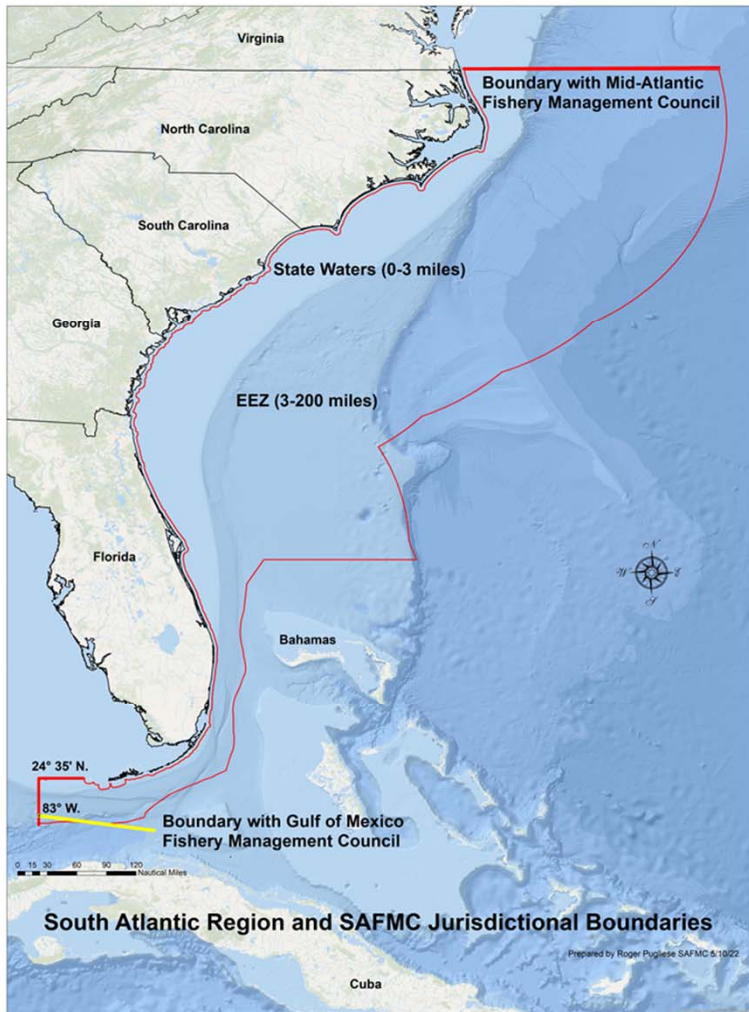 Virginia
Boundary with Mid-Atlantic
Fishery Management Council
North Carolina
South Carolina
State Waters (0-3 miles)
Georgia
EEZ (3-200 miles)
Florida
N
W
E
S
Bahamas
24° 35' N.
83° W.
Boundary with Gulf of Mexico
Fishery Management Council
0 15 30 60 90 120
Nautical Miles
South Atlantic Region and SAFMC Jurisdictional Boundaries
Prepared by Roger Pugliese SAFMC 5/10/22
Cuba